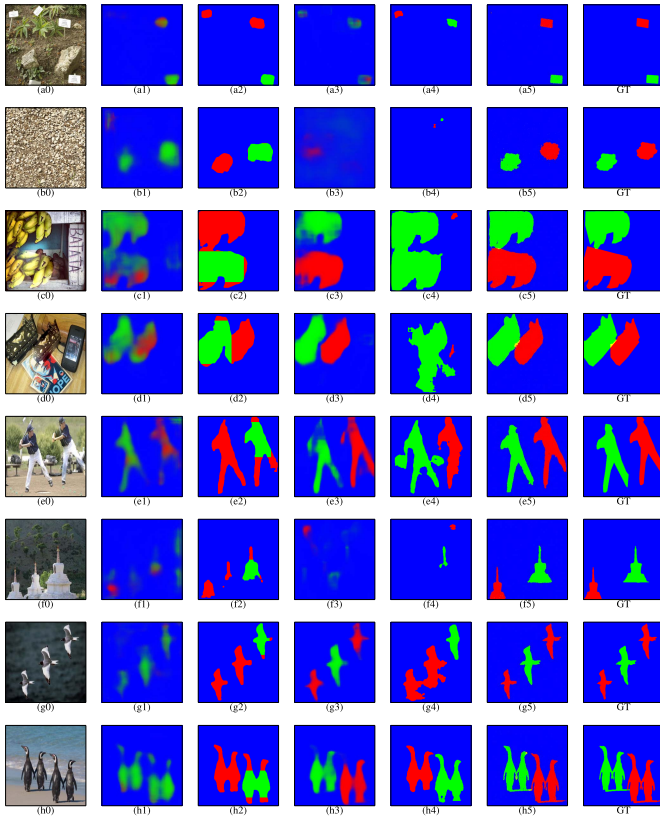 (a0) (a1) (a2) (a3) (a4) (a5) GT
(b0) (b1) (b2) (b3) (b4) (b5) GT
(c0) (c1) (c2) (c3) (c4) (c5) GT
(d0) (d1) (d2) (d3) (d4) (d5) GT
(e0) (e1) (e2) (e3) (e4) (e5) GT
(f0) (f1) (f2) (f3) (f4) (f5) GT
(g0) (g1) (g2) (g3) (g4) (g5) GT
(h0) (h1) (h2) (h3) (h4) (h5) GT